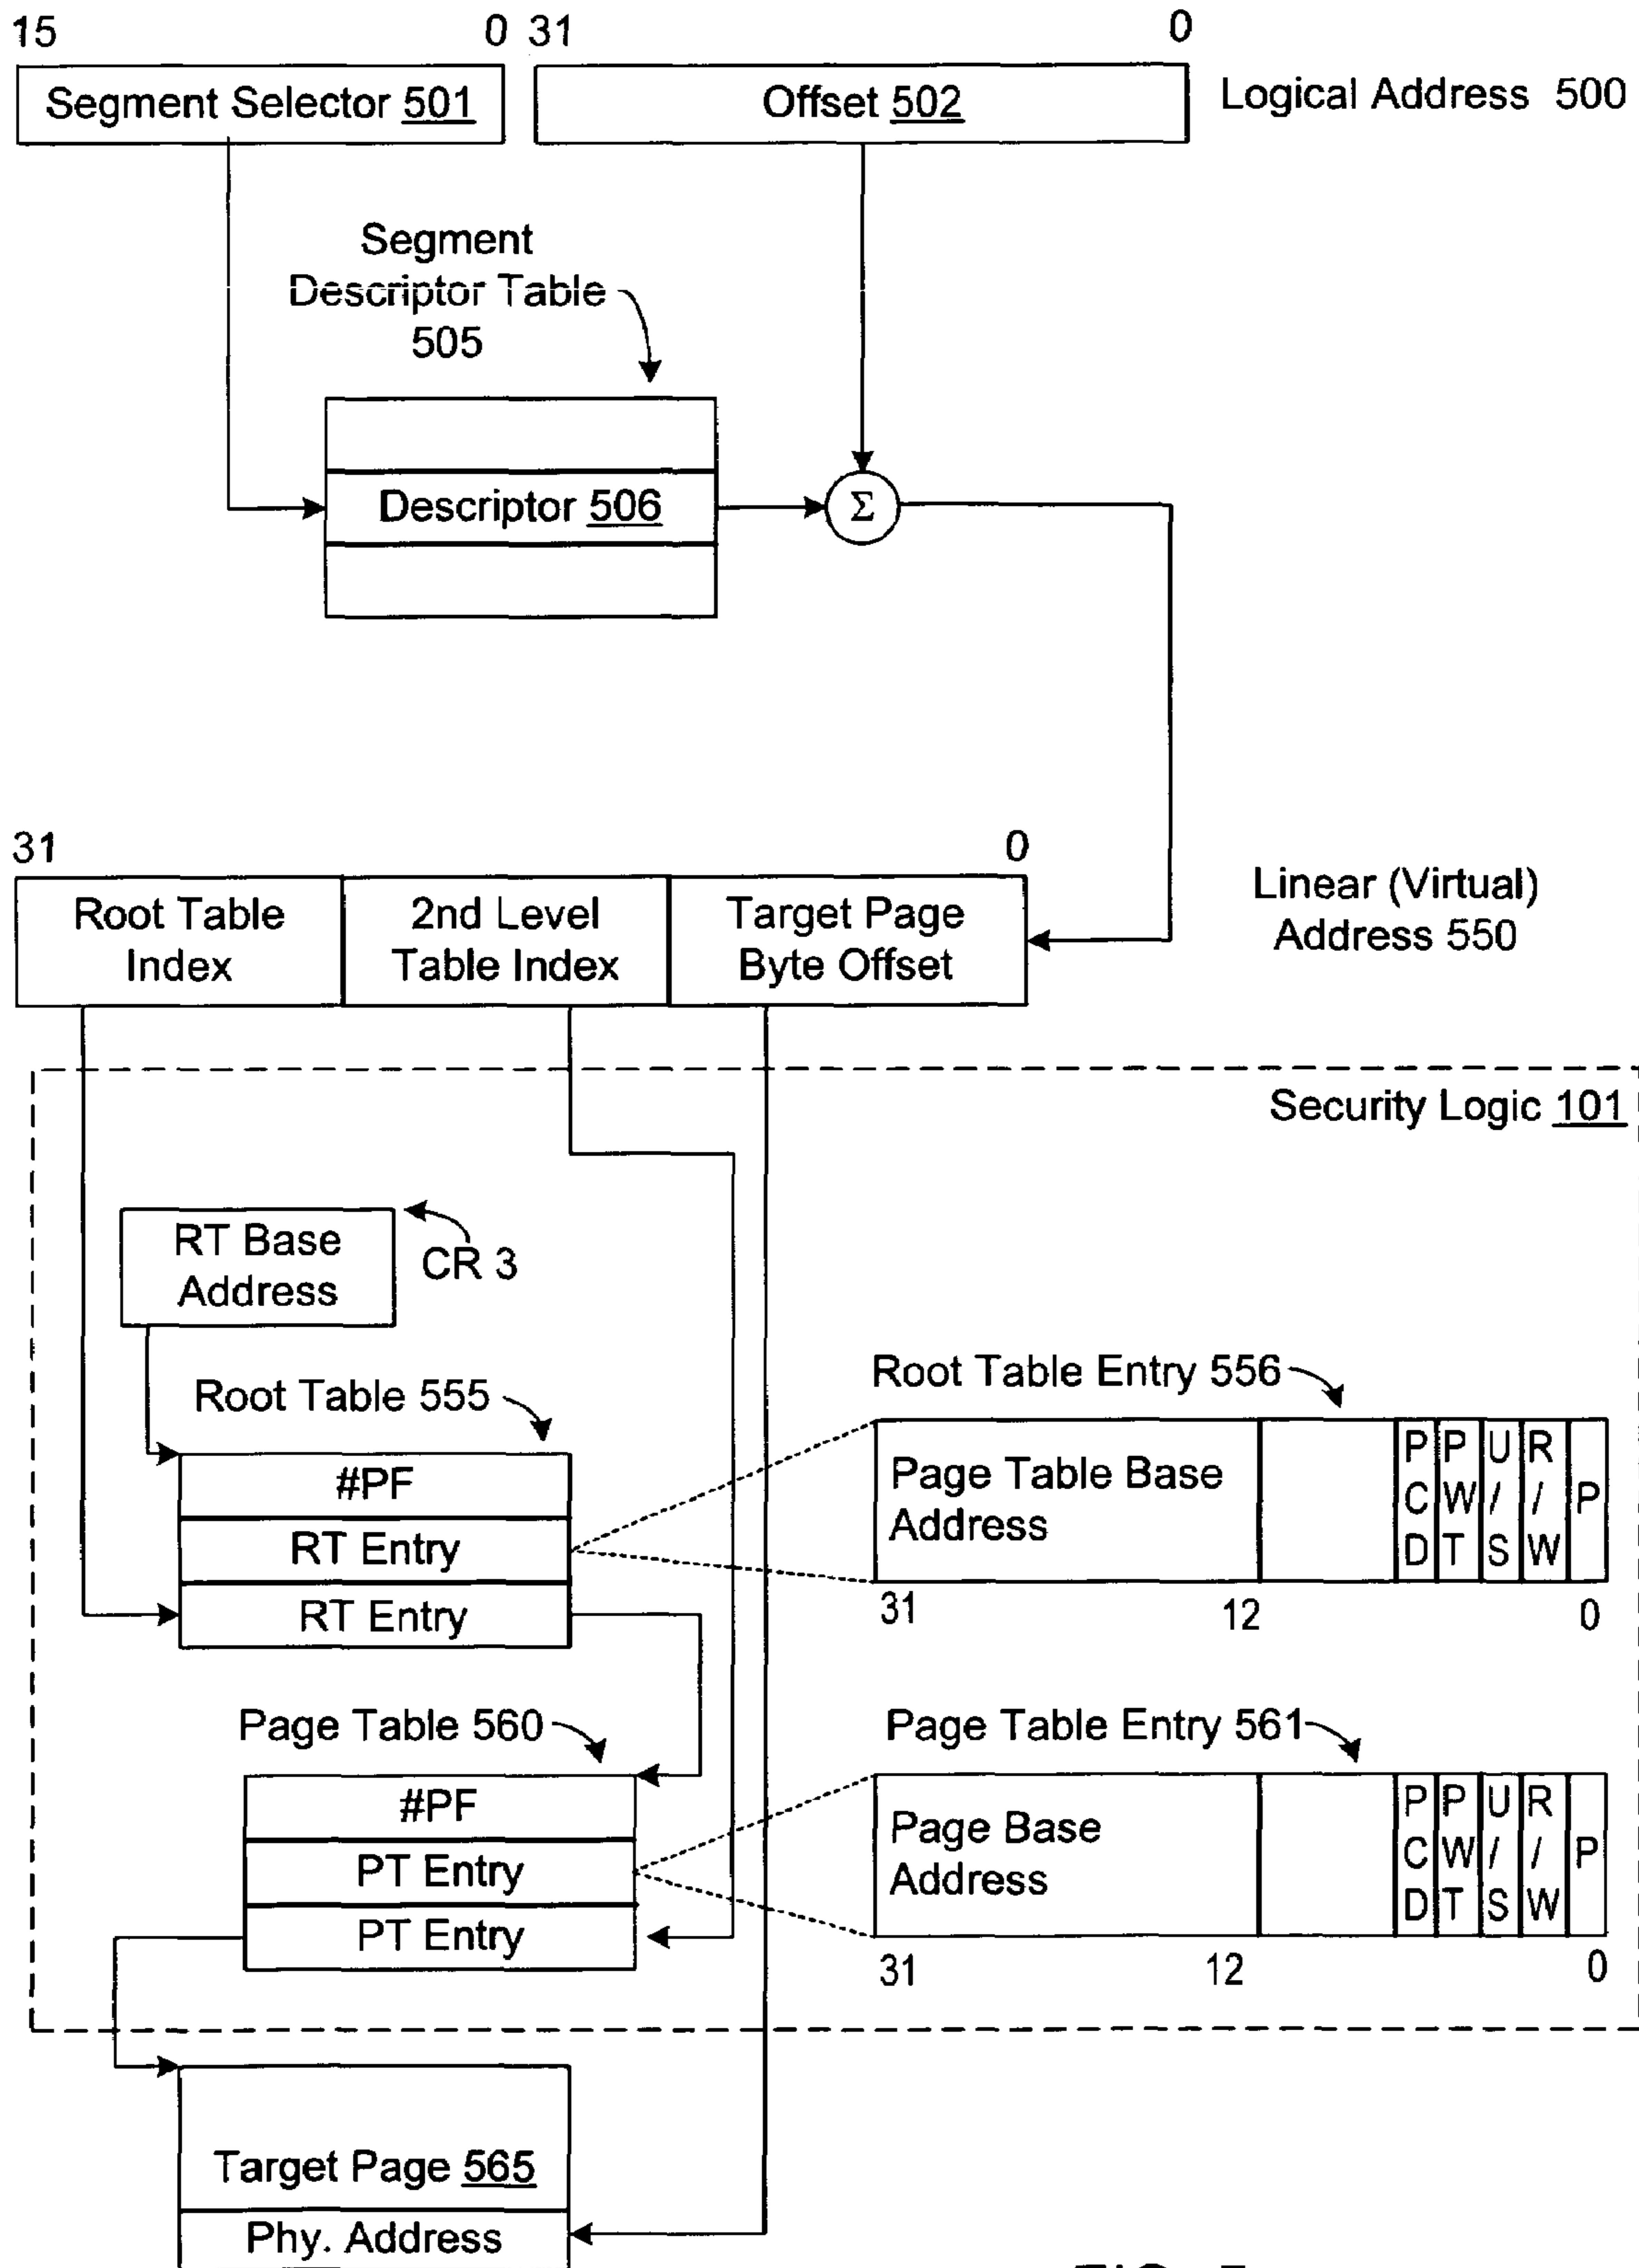 15 0 31 0
Segment Selector 501 Offset 502 Logical Address 500
Segment
Descriptor Table
505
Descriptor 506 Σ
31 0
Root Table
Index
2nd Level
Table Index
Target Page
Byte Offset
Linear (Virtual)
Address 550
Security Logic 101
RT Base
Address
CR 3
Root Table 555
#PF
RT Entry
RT Entry
Root Table Entry 556
Page Table Base
Address
PCD PWT U/S R/W P
31 12 0
Page Table 560
#PF
PT Entry
PT Entry
Page Table Entry 561
Page Base
Address
PCD PWT U/S R/W P
31 12 0
Target Page 565
Phy. Address